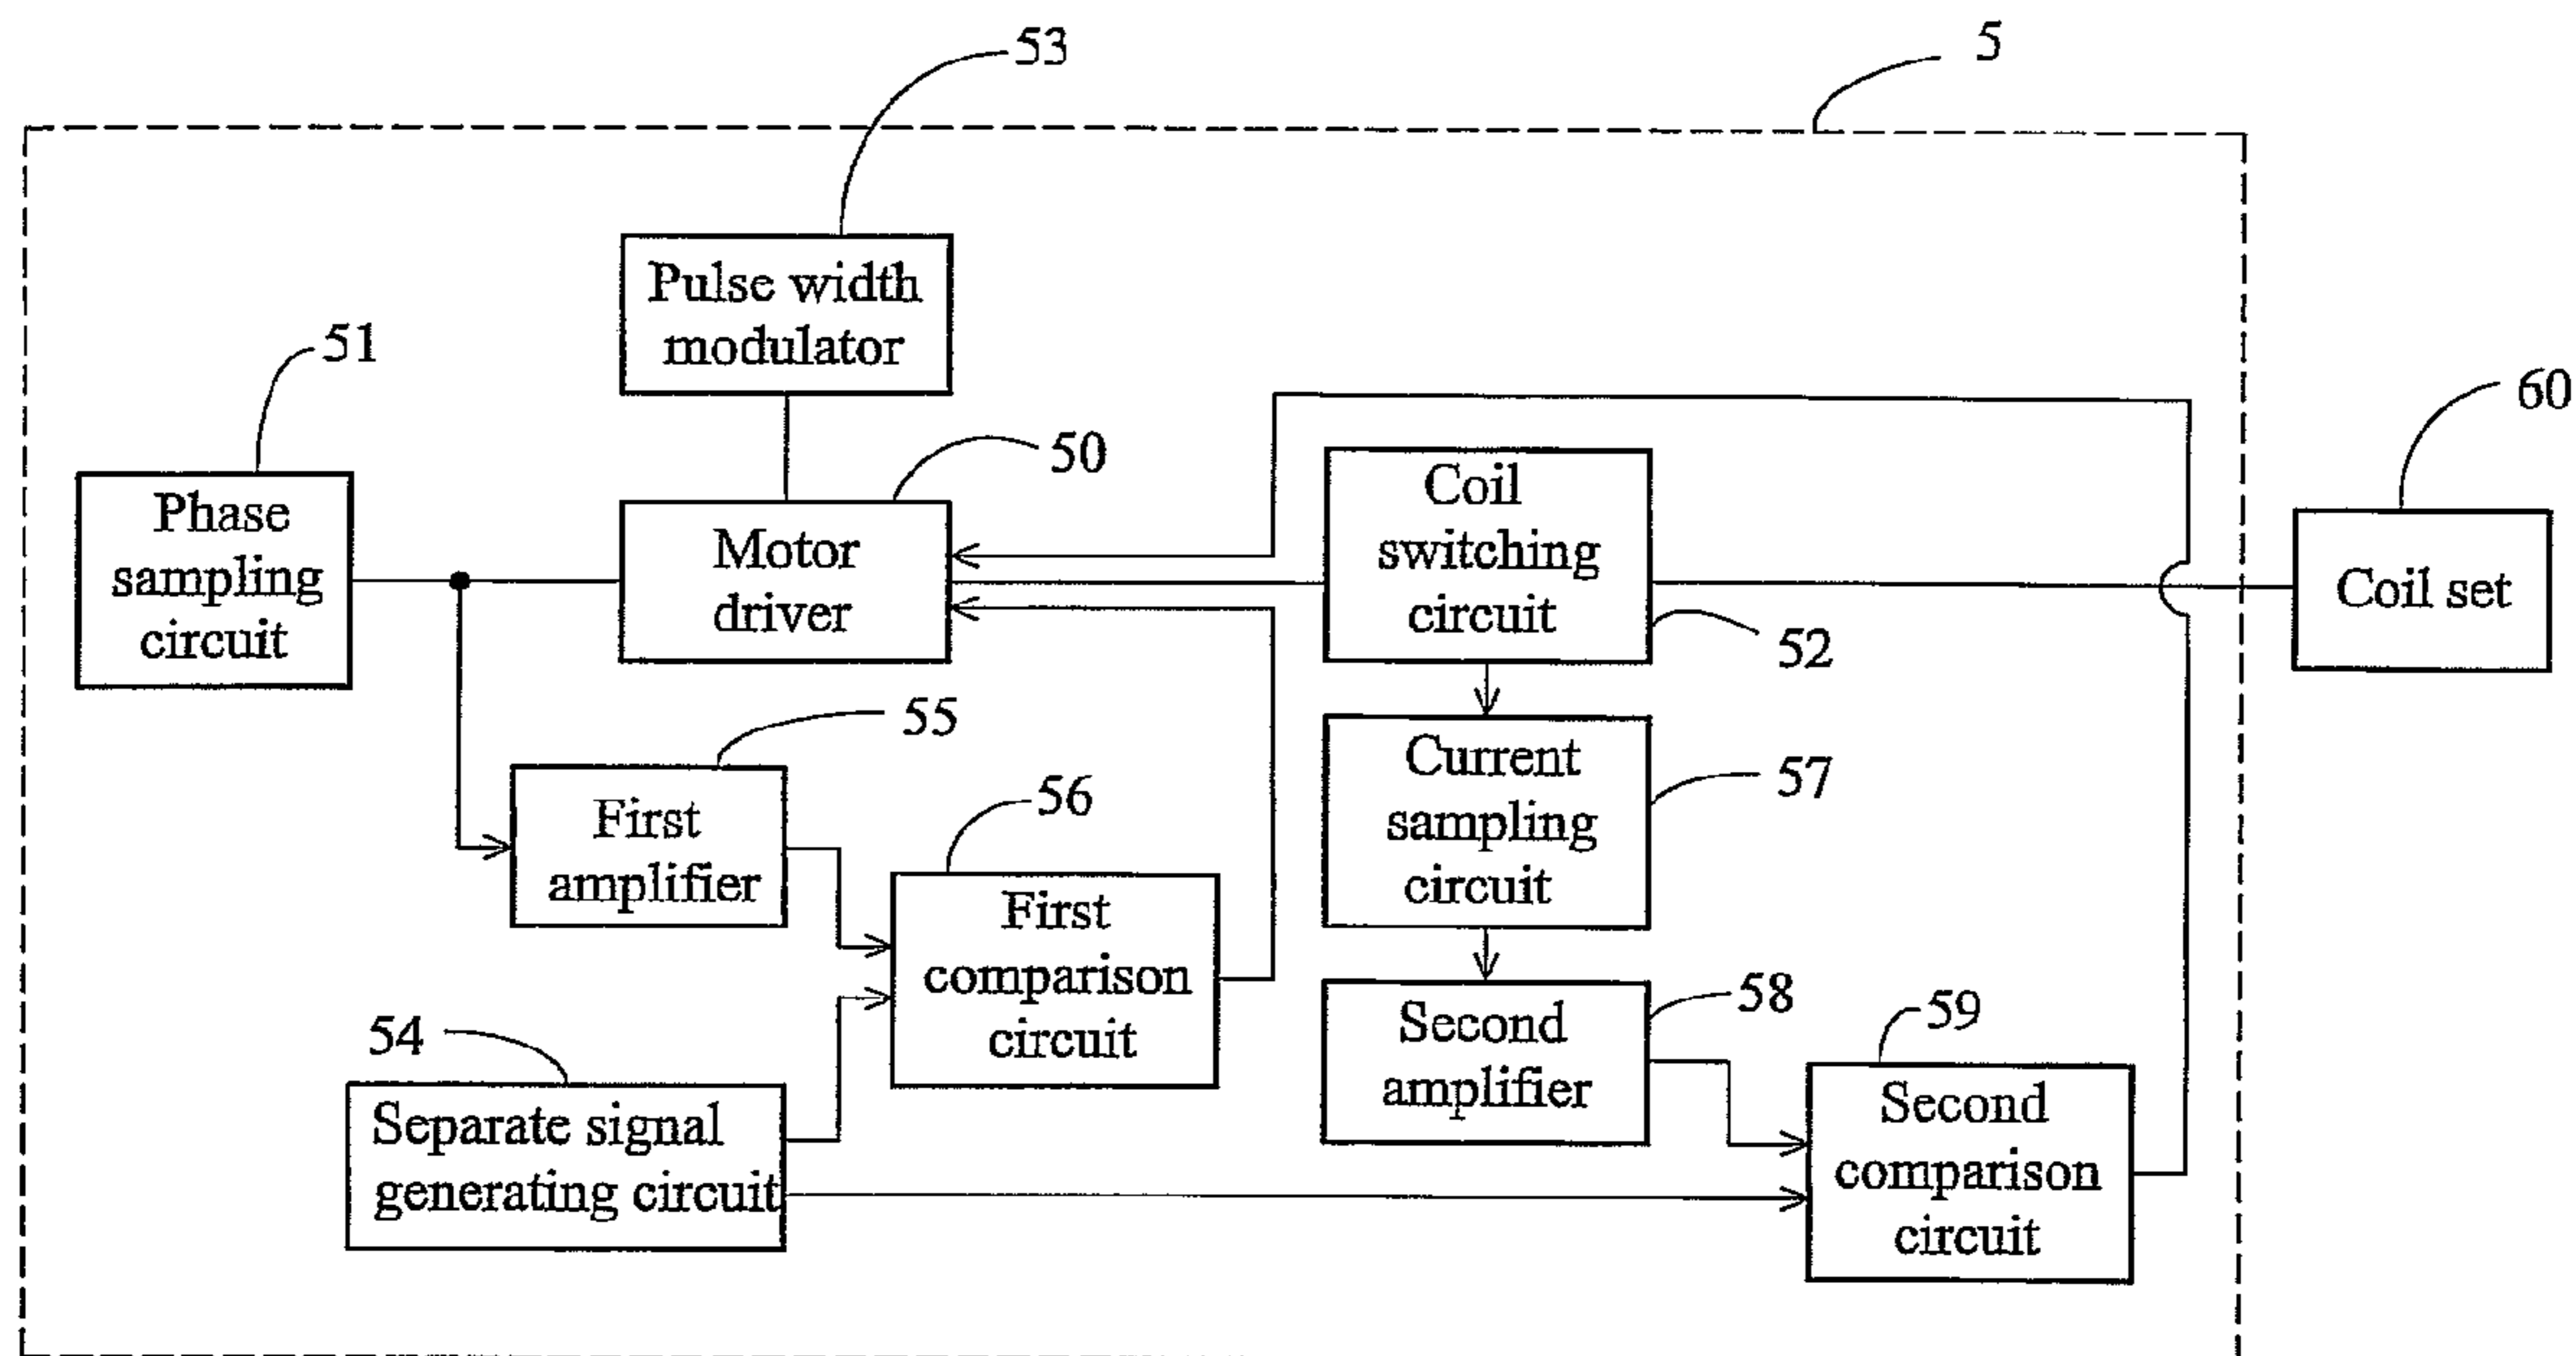 53
5
Pulse width
modulator
51
60
50
Phase
sampling
circuit
Motor
driver
Coil
switching
circuit
52
Coil set
55
First
amplifier
56
First
comparison
circuit
Current
sampling
circuit
57
54
Separate signal
generating circuit
Second
amplifier
58
59
Second
comparison
circuit